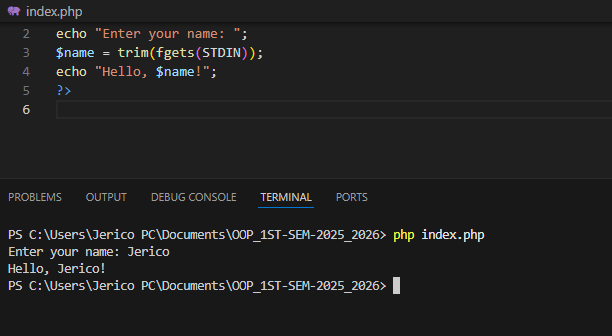 index.php
2 echo "Enter your name: ";
3 $name = trim(fgets(STDIN));
4 echo "Hello, $name!";
5 ?>
6
PROBLEMS OUTPUT DEBUG CONSOLE TERMINAL PORTS
PS C:\Users\Jerico PC\Documents\OOP_1ST-SEM-2025_2026> php index.php
Enter your name: Jerico
Hello, Jerico!
PS C:\Users\Jerico PC\Documents\OOP_1ST-SEM-2025_2026>